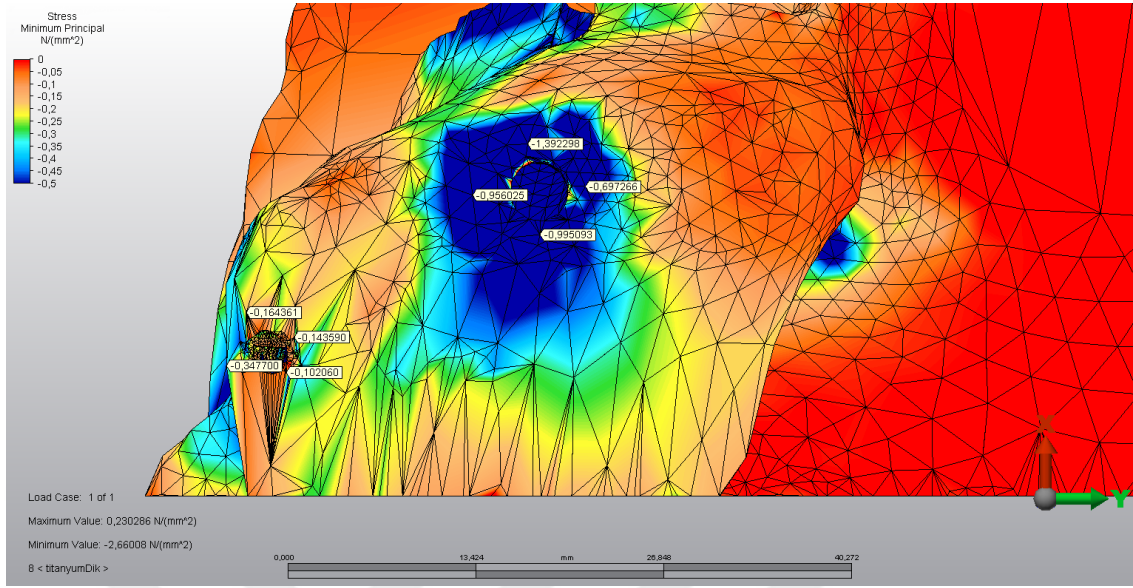 Stress
Minimum Principal
N/(mm^2)
0
-0,05
-0,1
-0,15
-0,2
-0,25
-0,3
-0,35
-0,4
-0,45
-0,5
-1,392298
-0,956025
-0,697266
-0,995093
-0,164361
-0,143590
-0,347700
-0,102060
X
Y
Load Case: 1 of 1
Maximum Value: 0,230286 N/(mm^2)
Minimum Value: -2,66008 N/(mm^2)
8 < titanyumDik >
0,000 13,424 mm 26,848 40,272